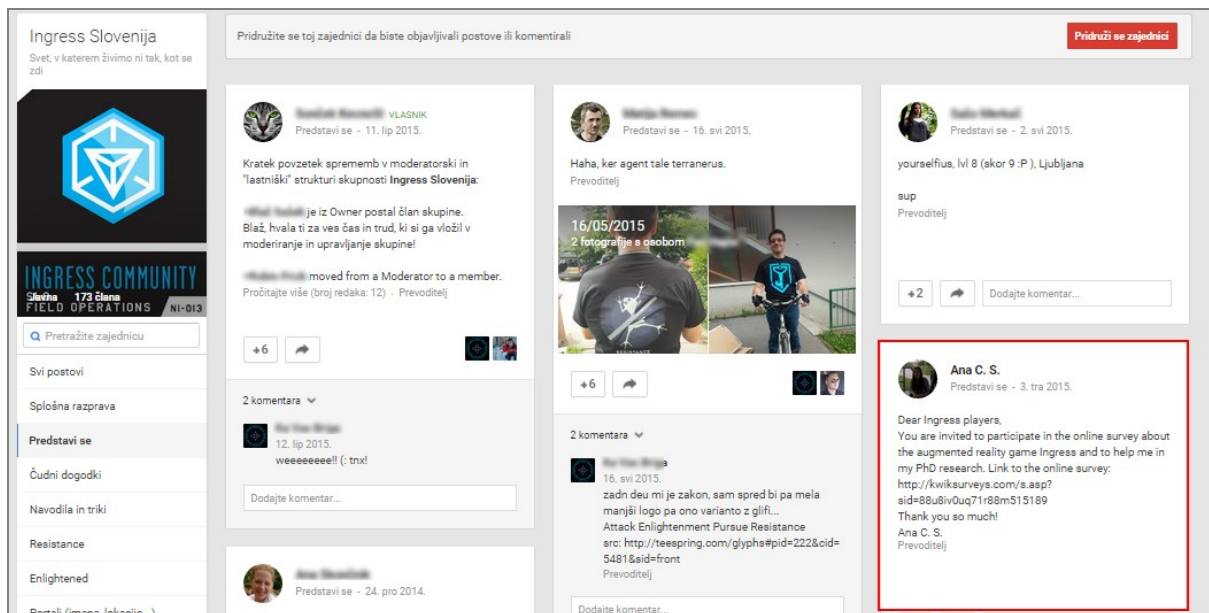 Ingress Slovenija
Svet, v katerem živimo ni tak, kot se
zdi
INGRESS COMMUNITY
Slavina 173 člana
FIELD OPERATIONS NI-013
Pretražite zajednicu
Svi postovi
Splošna razprava
Predstavi se
Čudni dogodki
Navodila in triki
Resistance
Enlightened
Portali (imena, lokacije...)
Pridružite se toj zajednici da biste objavljivali postove ili komentirali
Pridruži se zajednici
VLASNIK
Predstavi se - 11. lip 2015.
Kratek povzetek sprememb v moderatorski in
"lastniški" strukturi skupnosti Ingress Slovenija:
je iz Owner postal član skupine.
Blaž, hvala ti za ves čas in trud, ki si ga vložil v
moderiranje in upravljanje skupine!
moved from a Moderator to a member.
Pročitajte više (broj redaka: 12) · Prevoditelj
+6
2 komentara
12. lip 2015.
weeeeeeee!! (: tnx!
Dodajte komentar...
Predstavi se - 24. pro 2014.
Predstavi se - 16. svi 2015.
Haha, ker agent tale terranerus.
Prevoditelj
16/05/2015
2 fotografije s osobom
RESISTANCE
+6
2 komentara
16. svi 2015.
zadn deu mi je zakon, sam spred bi pa mela
manjši logo pa ono varianto z glifi...
Attack Enlightenment Pursue Resistance
src: http://teespring.com/glyphs#pid=222&cid=
5481&sid=front
Prevoditelj
Dodajte komentar...
Predstavi se - 2. svi 2015.
yourselfius, lvl 8 (skor 9 :P ), Ljubljana
sup
Prevoditelj
+2
Dodajte komentar...
Ana C. S.
Predstavi se - 3. tra 2015.
Dear Ingress players,
You are invited to participate in the online survey about
the augmented reality game Ingress and to help me in
my PhD research. Link to the online survey:
http://kwiksurveys.com/s.asp?
sid=88u8iv0uq71r88m515189
Thank you so much!
Ana C. S.
Prevoditelj